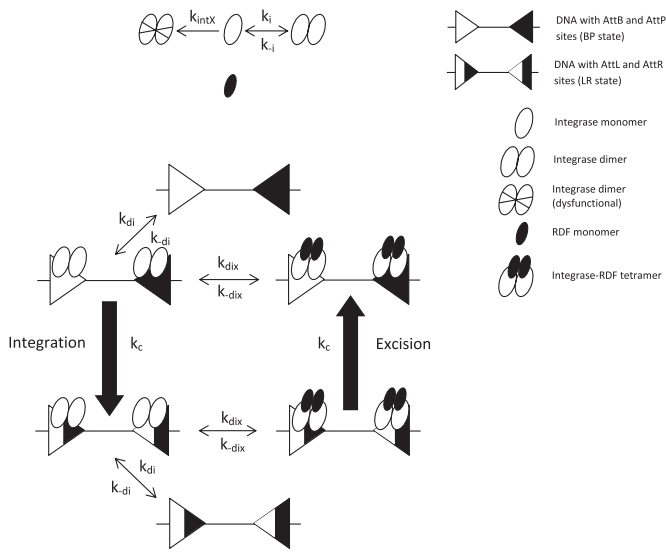 k_intX
k_i
k_-i
DNA with AttB and AttP
sites (BP state)
DNA with AttL and AttR
sites (LR state)
Integrase monomer
Integrase dimer
Integrase dimer
(dysfunctional)
RDF monomer
Integrase-RDF tetramer
k_di
k_-di
k_dix
k_-dix
Integration
k_c
k_c
Excision
k_dix
k_-dix
k_di
k_-di